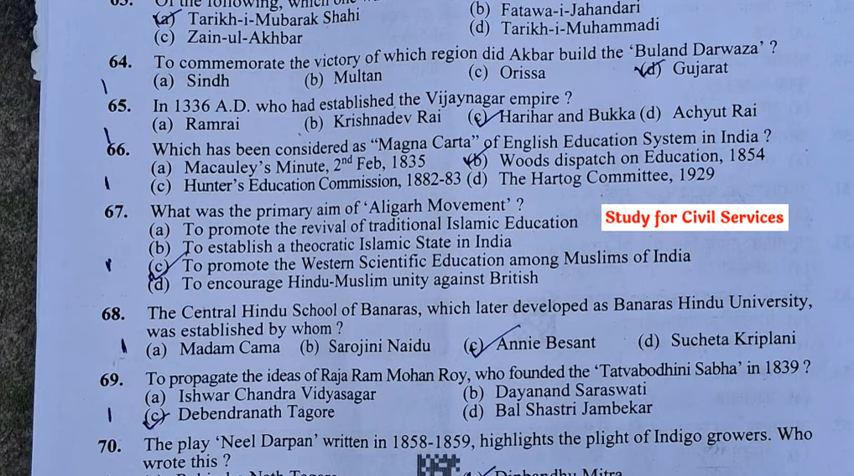 65. Of the following, which one
(a) Tarikh-i-Mubarak Shahi (b) Fatawa-i-Jahandari
(c) Zain-ul-Akhbar (d) Tarikh-i-Muhammadi
64. To commemorate the victory of which region did Akbar build the ‘Buland Darwaza’ ?
(a) Sindh (b) Multan (c) Orissa (d) Gujarat
65. In 1336 A.D. who had established the Vijaynagar empire ?
(a) Ramrai (b) Krishnadev Rai (c) Harihar and Bukka (d) Achyut Rai
66. Which has been considered as “Magna Carta” of English Education System in India ?
(a) Macauley’s Minute, 2nd Feb, 1835 (b) Woods dispatch on Education, 1854
(c) Hunter’s Education Commission, 1882-83 (d) The Hartog Committee, 1929
67. What was the primary aim of ‘Aligarh Movement’ ?
(a) To promote the revival of traditional Islamic Education
Study for Civil Services
(b) To establish a theocratic Islamic State in India
(c) To promote the Western Scientific Education among Muslims of India
(d) To encourage Hindu-Muslim unity against British
68. The Central Hindu School of Banaras, which later developed as Banaras Hindu University,
was established by whom ?
(a) Madam Cama (b) Sarojini Naidu (c) Annie Besant (d) Sucheta Kriplani
69. To propagate the ideas of Raja Ram Mohan Roy, who founded the ‘Tatvabodhini Sabha’ in 1839 ?
(a) Ishwar Chandra Vidyasagar (b) Dayanand Saraswati
(c) Debendranath Tagore (d) Bal Shastri Jambekar
70. The play ‘Neel Darpan’ written in 1858-1859, highlights the plight of Indigo growers. Who
wrote this ?
Dinbandhu Mitra